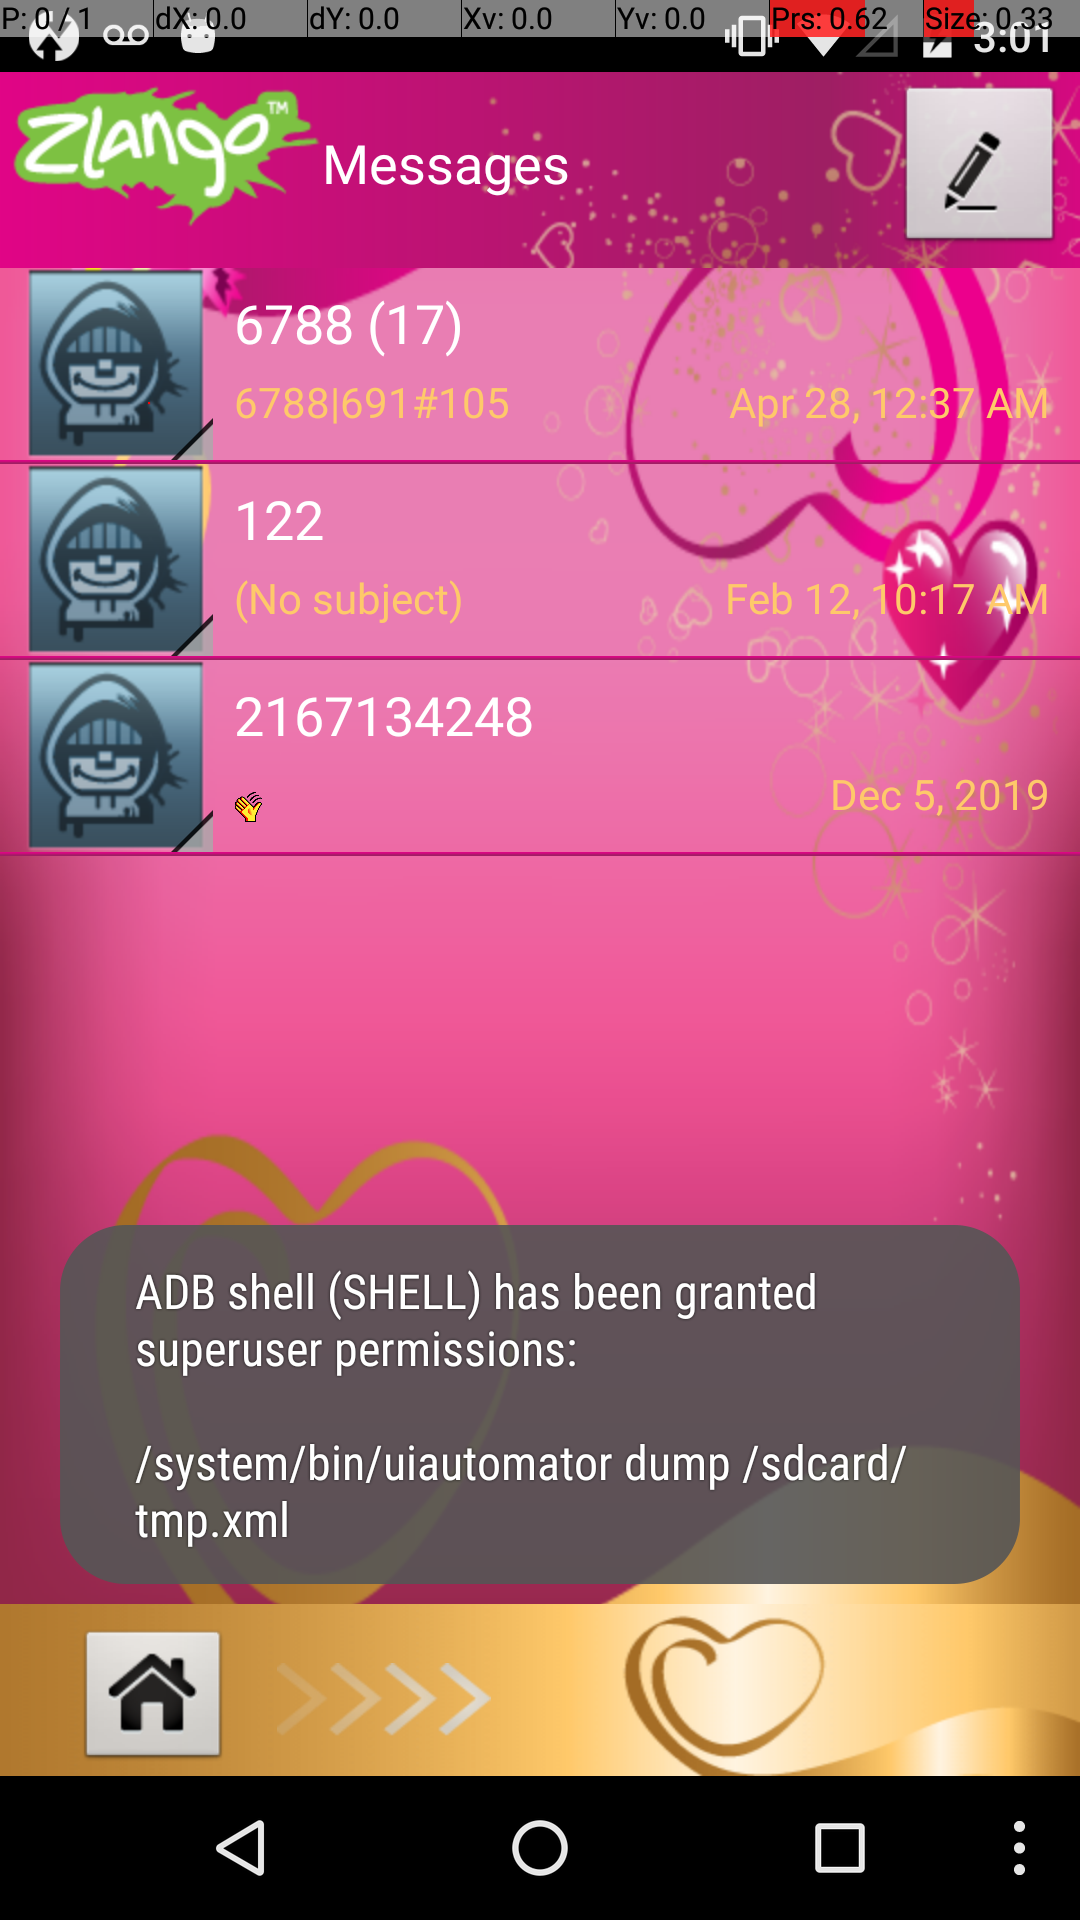 P: 0 / 1 dX: 0.0 dY: 0.0 Xv: 0.0 Yv: 0.0 Prs: 0.62 Size: 0.33
3:01
Zlango™ Messages
6788 (17)
6788|691#105 Apr 28, 12:37 AM
122
(No subject) Feb 12, 10:17 AM
2167134248
Dec 5, 2019
ADB shell (SHELL) has been granted
superuser permissions:
/system/bin/uiautomator dump /sdcard/
tmp.xml